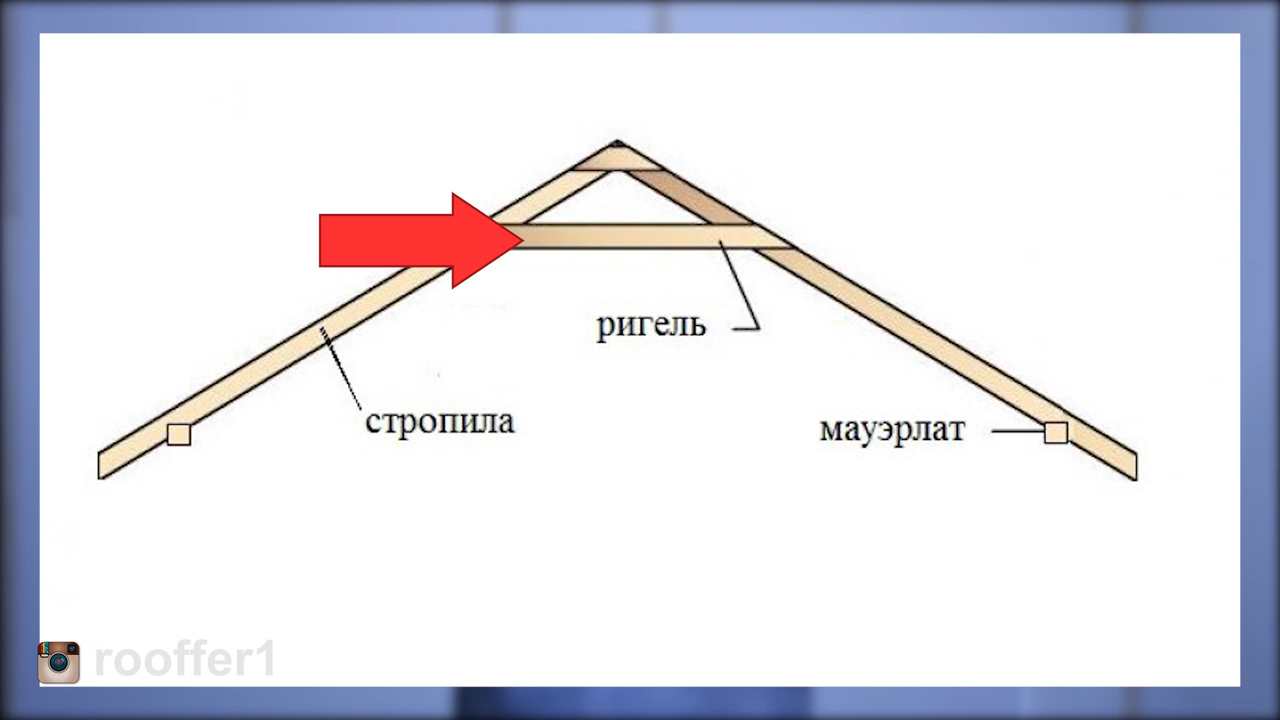 ригель
стропила
мауэрлат
rooffer1